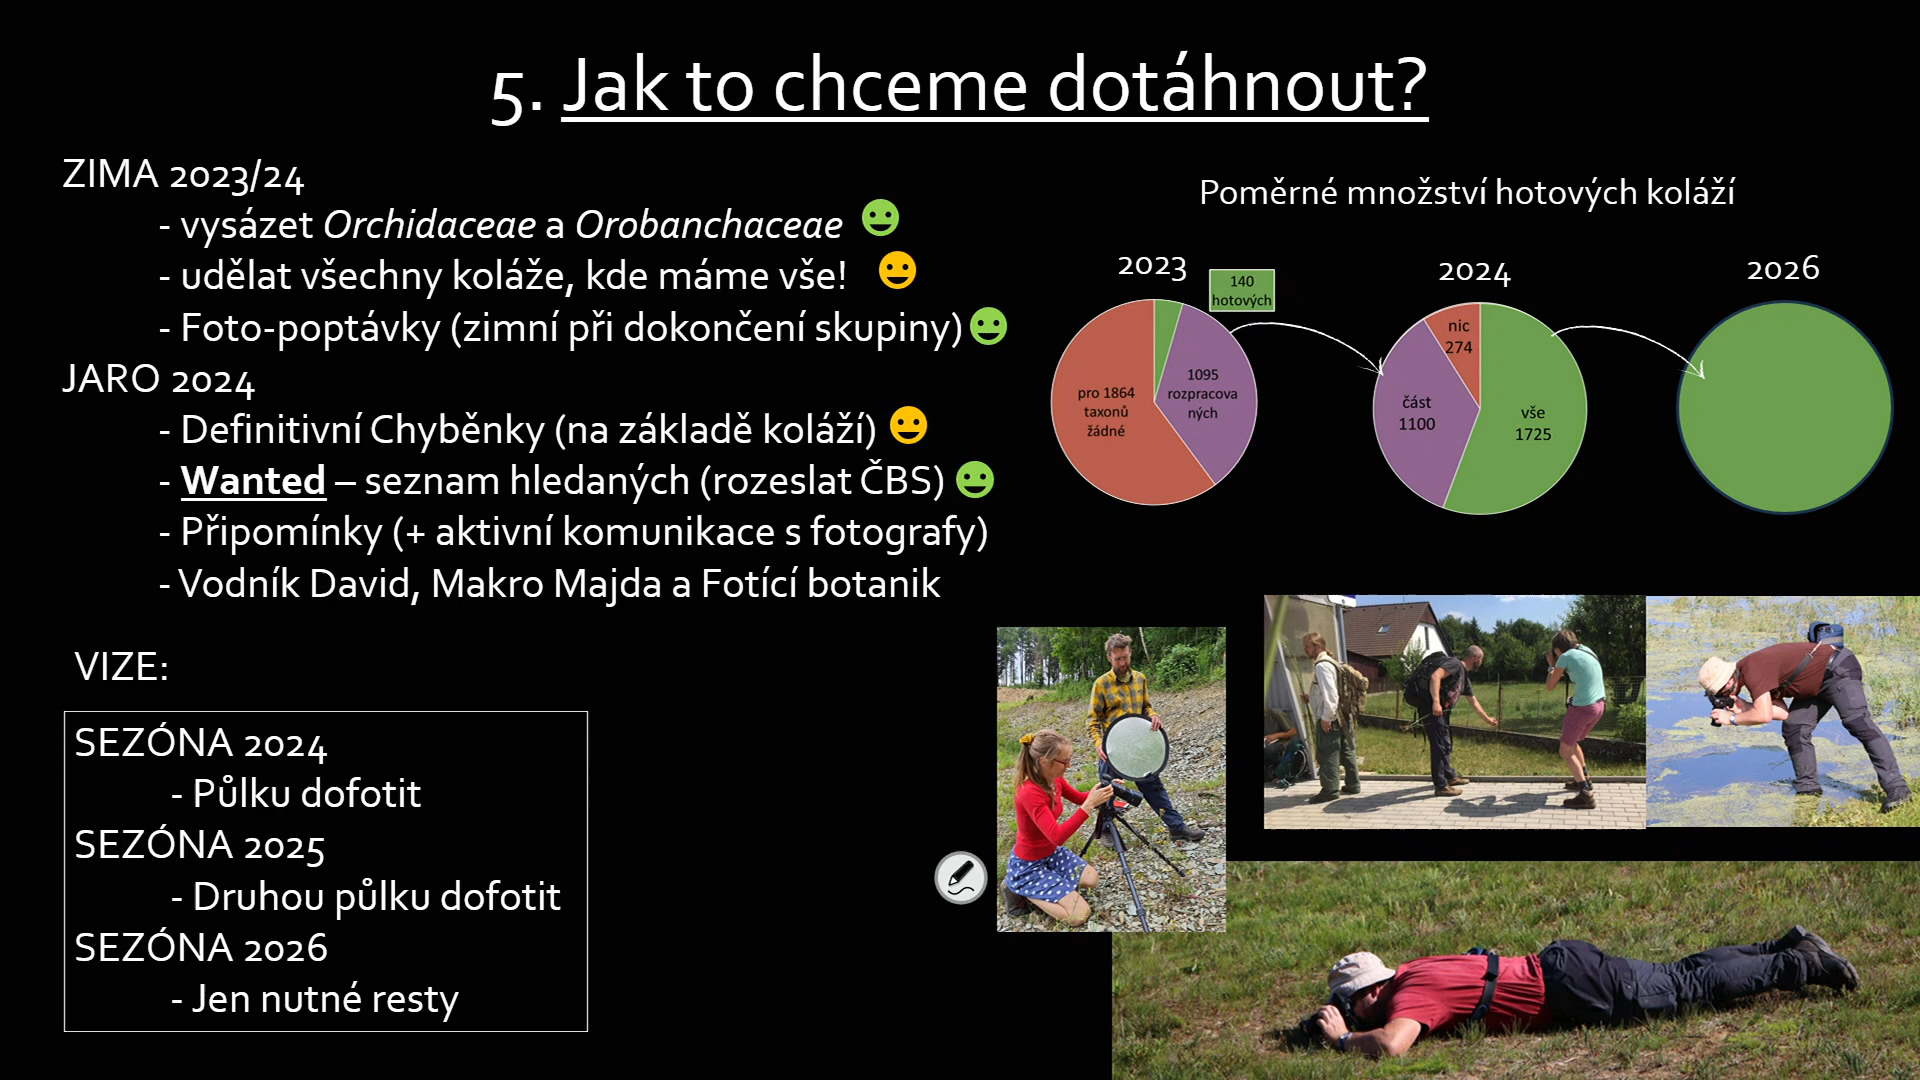 5. Jak to chceme dotáhnout?
ZIMA 2023/24
- vysázet Orchidaceae a Orobanchaceae
- udělat všechny koláže, kde máme vše!
- Foto-poptávky (zimní při dokončení skupiny)
JARO 2024
- Definitivní Chyběnky (na základě koláží)
- Wanted – seznam hledaných (rozeslat ČBS)
- Připomínky (+ aktivní komunikace s fotografy)
- Vodník David, Makro Majda a Fotící botanik
VIZE:
SEZÓNA 2024
- Půlku dofotit
SEZÓNA 2025
- Druhou půlku dofotit
SEZÓNA 2026
- Jen nutné resty
Poměrné množství hotových koláží
2023
140
hotových
1095
rozpracova
ných
pro 1864
taxonů
žádné
2024
nic
274
část
1100
vše
1725
2026